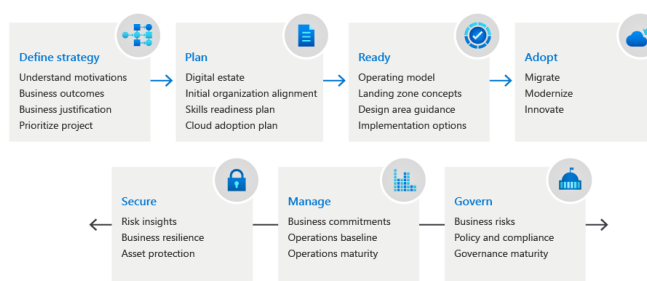 Define strategy
Understand motivations
Business outcomes
Business justification
Prioritize project
Plan
Digital estate
Initial organization alignment
Skills readiness plan
Cloud adoption plan
Ready
Operating model
Landing zone concepts
Design area guidance
Implementation options
Adopt
Migrate
Modernize
Innovate
Secure
Risk insights
Business resilience
Asset protection
Manage
Business commitments
Operations baseline
Operations maturity
Govern
Business risks
Policy and compliance
Governance maturity